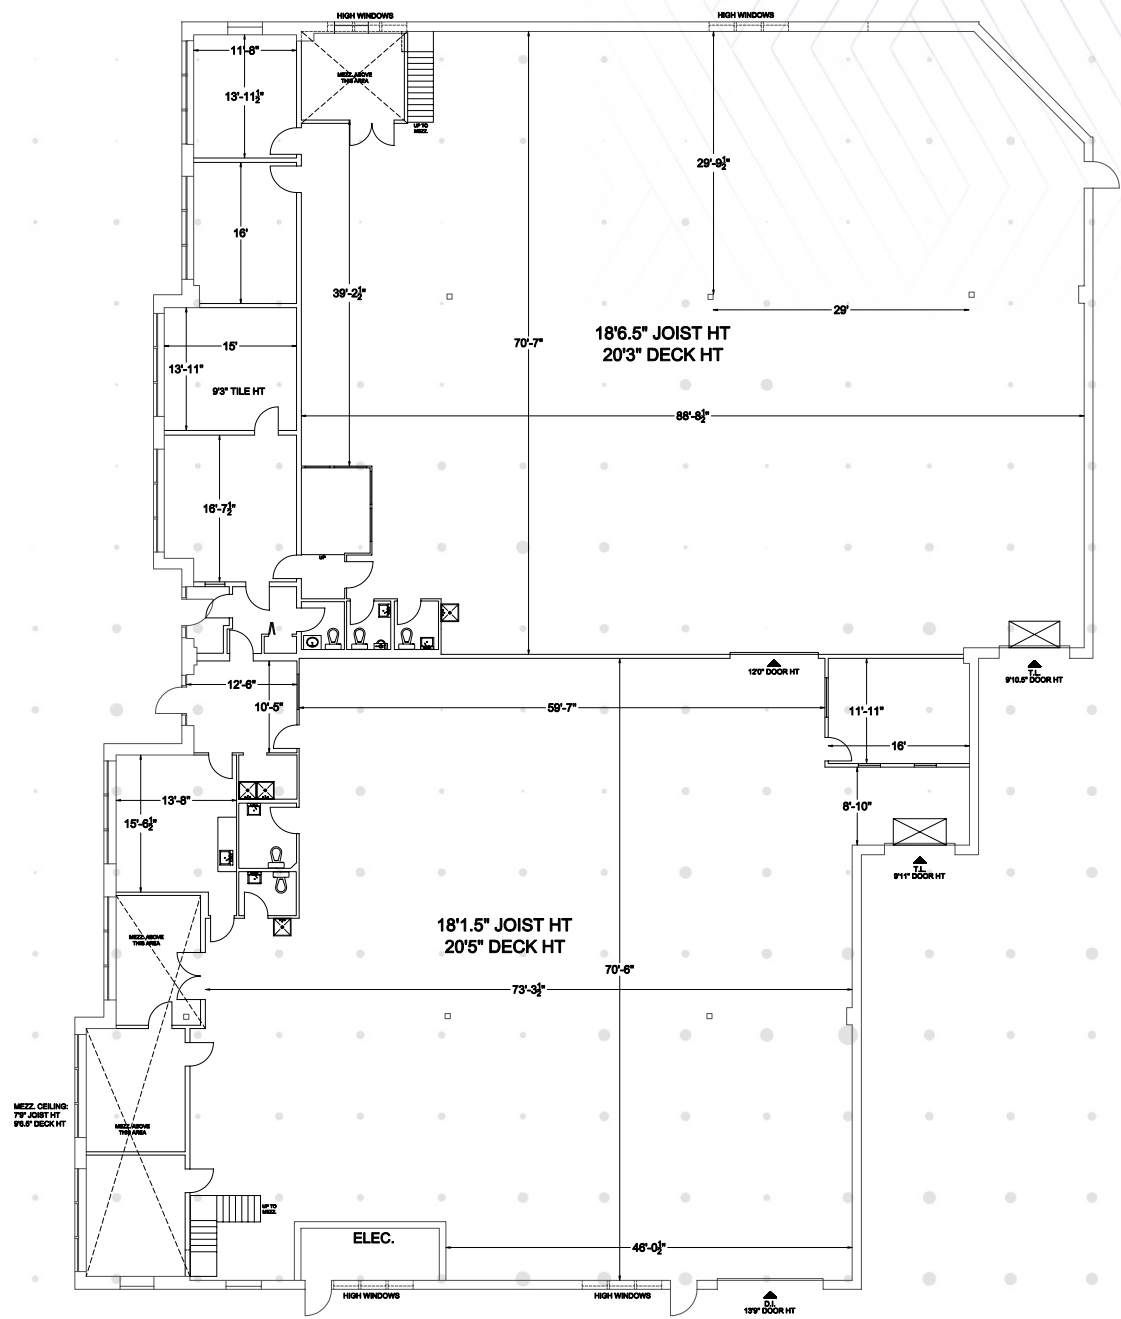 HIGH WINDOWS
HIGH WINDOWS
11'-8"
MEZZ. ABOVE
THIS AREA
13'-11½"
UP TO
MEZZ.
29'-9½"
16'
39'-2½"
29'
18'6.5" JOIST HT
20'3" DECK HT
70'-7"
15'
13'-11"
9'3" TILE HT
88'-8½"
16'-7½"
UP
12'0" DOOR HT
T.L.
9'10.5" DOOR HT
12'-6"
10'-5"
59'-7"
11'-11"
16'
13'-8"
8'-10"
15'-6½"
T.L.
9'11" DOOR HT
18'1.5" JOIST HT
20'5" DECK HT
MEZZ. ABOVE
THIS AREA
70'-6"
73'-3½"
MEZZ. CEILING:
7'9" JOIST HT
9'6.5" DECK HT
MEZZ. ABOVE
THIS AREA
UP TO
MEZZ.
ELEC.
46'-0½"
HIGH WINDOWS
HIGH WINDOWS
D.I.
13'9" DOOR HT